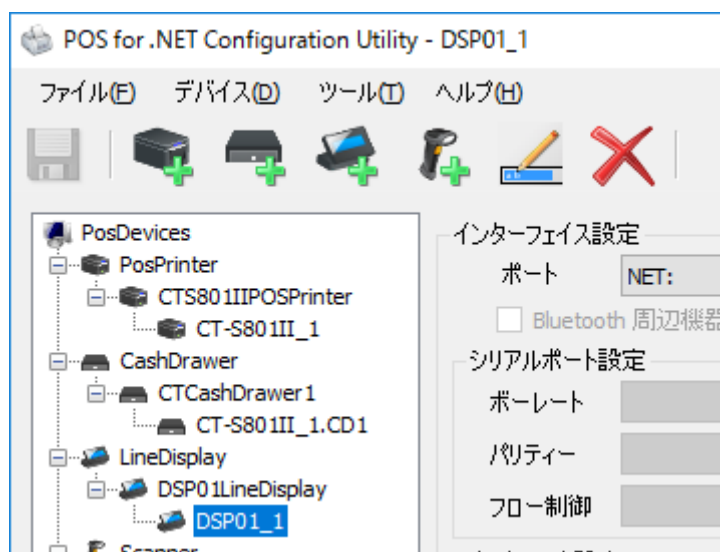 POS for .NET Configuration Utility - DSP01_1
ファイル(F) デバイス(D) ツール(T) ヘルプ(H)
PosDevices
PosPrinter
CTS801IIPOSPrinter
CT-S801II_1
CashDrawer
CTCashDrawer1
CT-S801II_1.CD1
LineDisplay
DSP01LineDisplay
DSP01_1
Scanner
インターフェイス設定
ポート NET:
Bluetooth 周辺機器
シリアルポート設定
ボーレート
パリティー
フロー制御